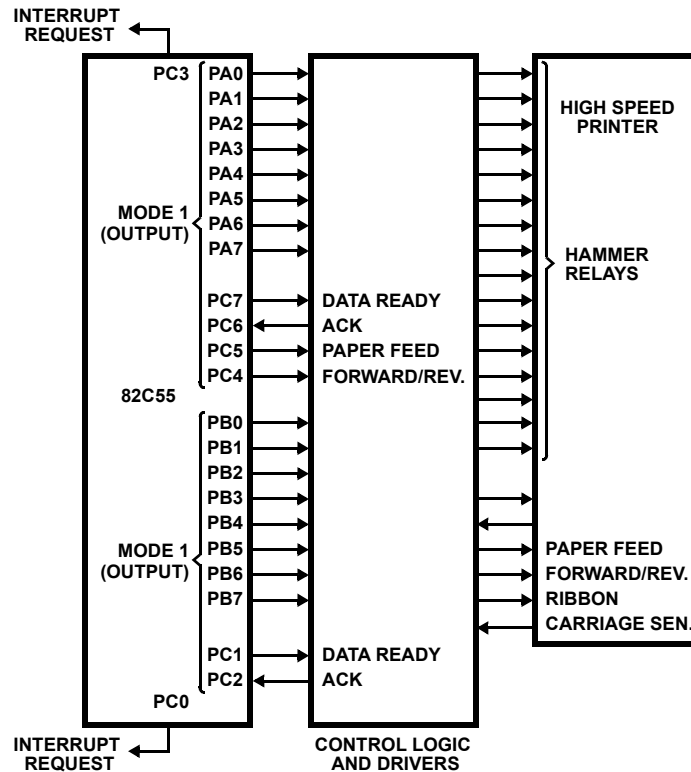 INTERRUPT
REQUEST
PC3
PA0
PA1
PA2
PA3
PA4
PA5
PA6
PA7
MODE 1
(OUTPUT)
PC7
PC6
PC5
PC4
82C55
PB0
PB1
PB2
PB3
PB4
PB5
PB6
PB7
MODE 1
(OUTPUT)
PC1
PC2
PC0
INTERRUPT
REQUEST
DATA READY
ACK
PAPER FEED
FORWARD/REV.
DATA READY
ACK
CONTROL LOGIC
AND DRIVERS
HIGH SPEED
PRINTER
HAMMER
RELAYS
PAPER FEED
FORWARD/REV.
RIBBON
CARRIAGE SEN.